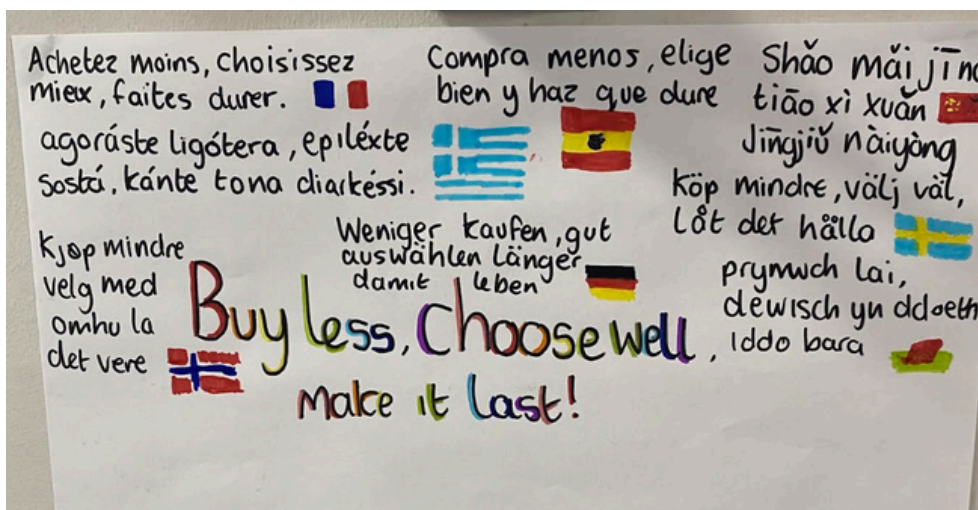 Achetez moins, choisissez
mieux, faites durer.
Compra menos, elige
bien y haz que dure
Shǎo mǎi jīng
tiāo xì xuǎn
Jīngjiǔ nàiyòng
agoráste ligótera, epiléxte
sostá, kánte tona diarkéssi.
Köp mindre, välj väl,
låt det hålla
Kjøp mindre
velg med
omhu la
det vere
Weniger kaufen, gut
auswählen länger
damit leben
prynwch lai,
dewisch yn ddoeth
iddo bara
Buy less, Choose well,
make it last!